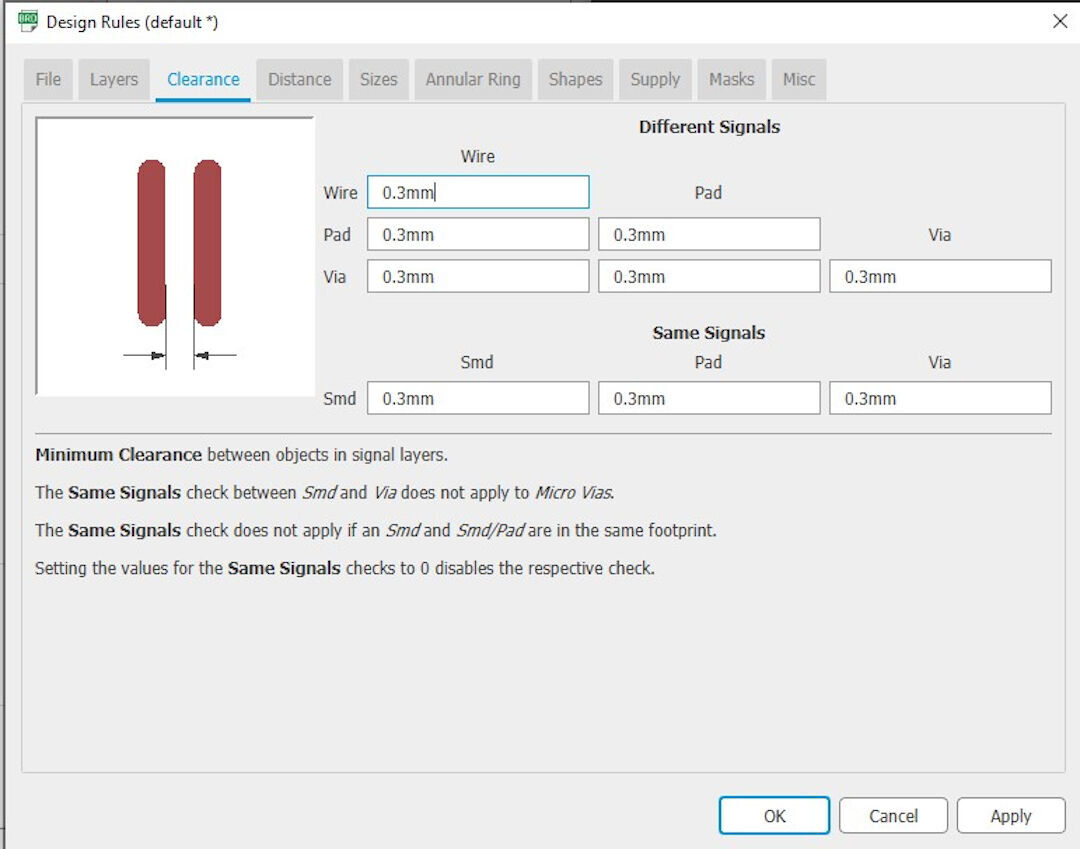 BRD Design Rules (default *)
File Layers Clearance Distance Sizes Annular Ring Shapes Supply Masks Misc
Different Signals
Wire
Wire 0.3mm Pad
Pad 0.3mm 0.3mm Via
Via 0.3mm 0.3mm 0.3mm
Same Signals
Smd Pad Via
Smd 0.3mm 0.3mm 0.3mm
Minimum Clearance between objects in signal layers.
The Same Signals check between Smd and Via does not apply to Micro Vias.
The Same Signals check does not apply if an Smd and Smd/Pad are in the same footprint.
Setting the values for the Same Signals checks to 0 disables the respective check.
OK Cancel Apply